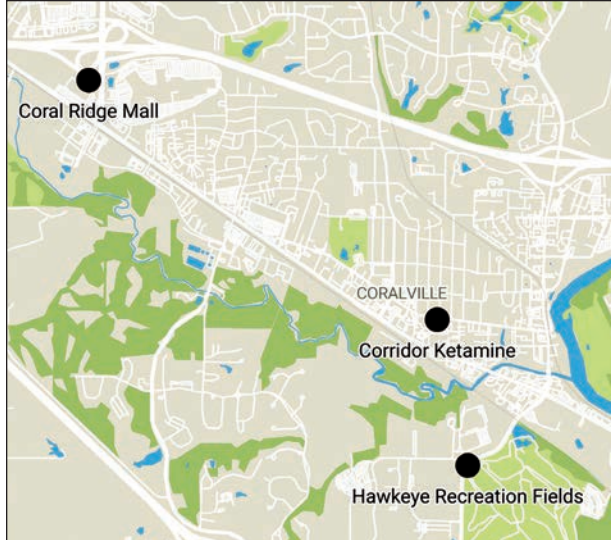 Coral Ridge Mall
CORALVILLE
Corridor Ketamine
Hawkeye Recreation Fields